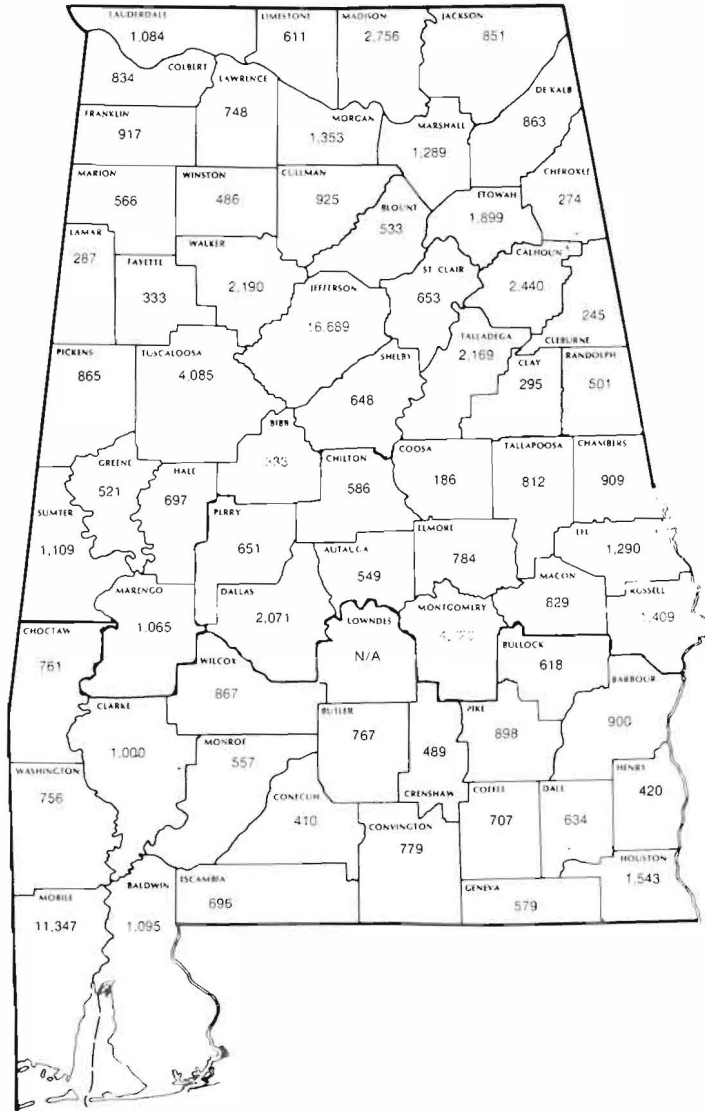 LAUDERDALE
1,084
LIMESTONE
611
MADISON
2,756
JACKSON
851
COLBERT
834
LAWRENCE
748
FRANKLIN
917
MORGAN
1,353
MARSHALL
1,289
DE KALB
863
MARION
566
WINSTON
486
CULLMAN
925
BLOUNT
533
ETOWAH
1,899
CHEROKEE
274
LAMAR
287
FAYETTE
333
WALKER
2,190
JEFFERSON
16,689
ST CLAIR
653
CALHOUN
2,440
245
CLEBURNE
PICKENS
865
TUSCALOOSA
4,085
SHELBY
648
TALLADEGA
2,169
CLAY
295
RANDOLPH
501
BIBB
GREENE
521
HALE
697
CHILTON
586
COOSA
186
TALLAPOOSA
812
CHAMBERS
909
SUMTER
1,109
PERRY
651
AUTAUGA
549
ELMORE
784
LEE
1,290
MARENGO
1,065
DALLAS
2,071
LOWNDES
N/A
MONTGOMERY
MACON
829
RUSSELL
1,409
CHOCTAW
761
WILCOX
867
BULLOCK
618
BARBOUR
900
CLARKE
1,000
MONROE
557
BUTLER
767
489
CRENSHAW
PIKE
898
WASHINGTON
756
CONECUH
410
CONVINGTON
779
COFFEE
707
DALE
634
HENRY
420
MOBILE
11,347
BALDWIN
1,095
ESCAMBIA
696
GENEVA
579
HOUSTON
1,543